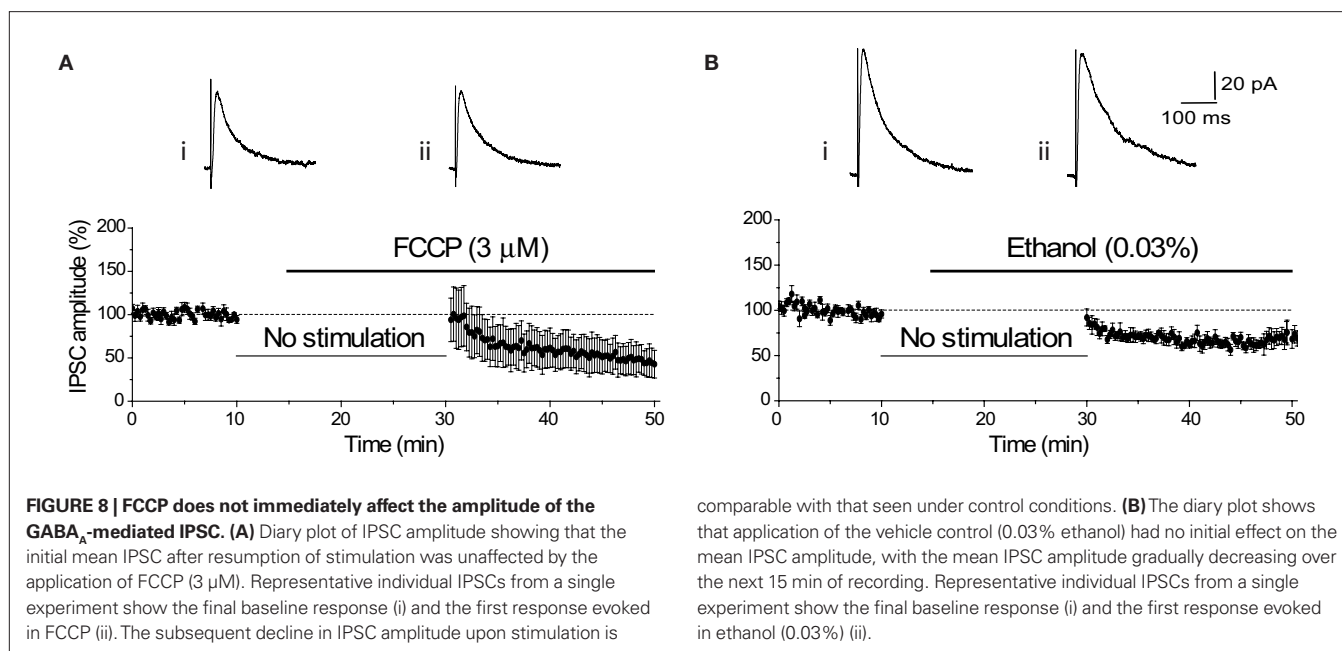 A
i
ii
200
150
100
50
0
IPSC amplitude (%)
FCCP (3 μM)
No stimulation
0 10 20 30 40 50
Time (min)
B
i
ii
20 pA
100 ms
200
150
100
50
0
Ethanol (0.03%)
No stimulation
0 10 20 30 40 50
Time (min)
FIGURE 8 | FCCP does not immediately affect the amplitude of the
GABA_A-mediated IPSC. (A) Diary plot of IPSC amplitude showing that the
initial mean IPSC after resumption of stimulation was unaffected by the
application of FCCP (3 μM). Representative individual IPSCs from a single
experiment show the final baseline response (i) and the first response evoked
in FCCP (ii). The subsequent decline in IPSC amplitude upon stimulation is
comparable with that seen under control conditions. (B) The diary plot shows
that application of the vehicle control (0.03% ethanol) had no initial effect on the
mean IPSC amplitude, with the mean IPSC amplitude gradually decreasing over
the next 15 min of recording. Representative individual IPSCs from a single
experiment show the final baseline response (i) and the first response evoked
in ethanol (0.03%) (ii).